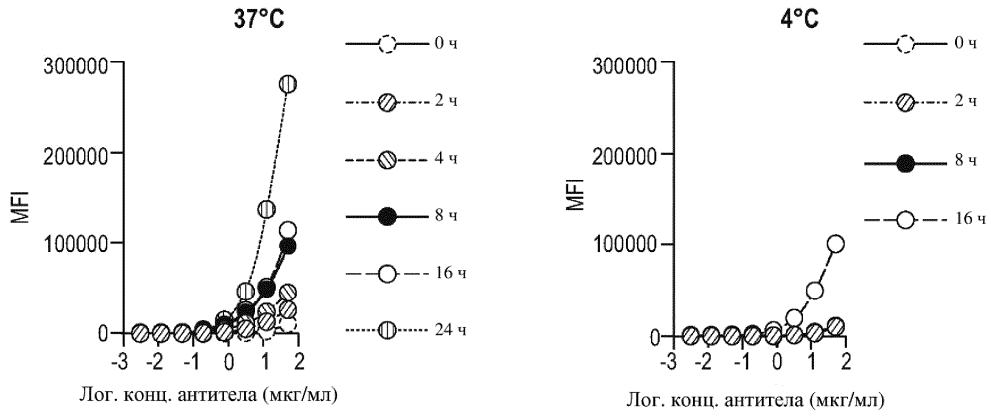 37°C
300000
200000
100000
0
MFI
-3 -2 -1 0 1 2
Лог. конц. антитела (мкг/мл)
0 ч
2 ч
4 ч
8 ч
16 ч
24 ч
4°C
300000
200000
100000
0
MFI
-3 -2 -1 0 1 2
Лог. конц. антитела (мкг/мл)
0 ч
2 ч
8 ч
16 ч